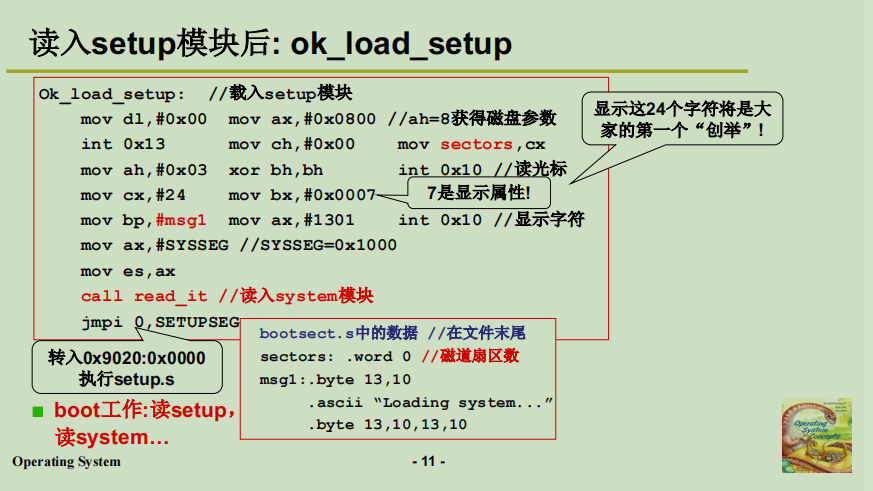 读入setup模块后: ok_load_setup
Ok_load_setup: //载入setup模块
mov dl,#0x00 mov ax,#0x0800 //ah=8获得磁盘参数
int 0x13 mov ch,#0x00 mov sectors,cx
mov ah,#0x03 xor bh,bh int 0x10 //读光标
mov cx,#24 mov bx,#0x0007
mov bp,#msg1 mov ax,#1301 int 0x10 //显示字符
mov ax,#SYSSEG //SYSSEG=0x1000
mov es,ax
call read_it //读入system模块
jmpi 0,SETUPSEG
显示这24个字符将是大
家的第一个“创举”!
7是显示属性!
转入0x9020:0x0000
执行setup.s
bootsect.s中的数据 //在文件末尾
sectors: .word 0 //磁道扇区数
msg1:.byte 13,10
.ascii “Loading system...”
.byte 13,10,13,10
boot工作:读setup，
读system…
Operating
System
Concepts
Operating System
- 11 -